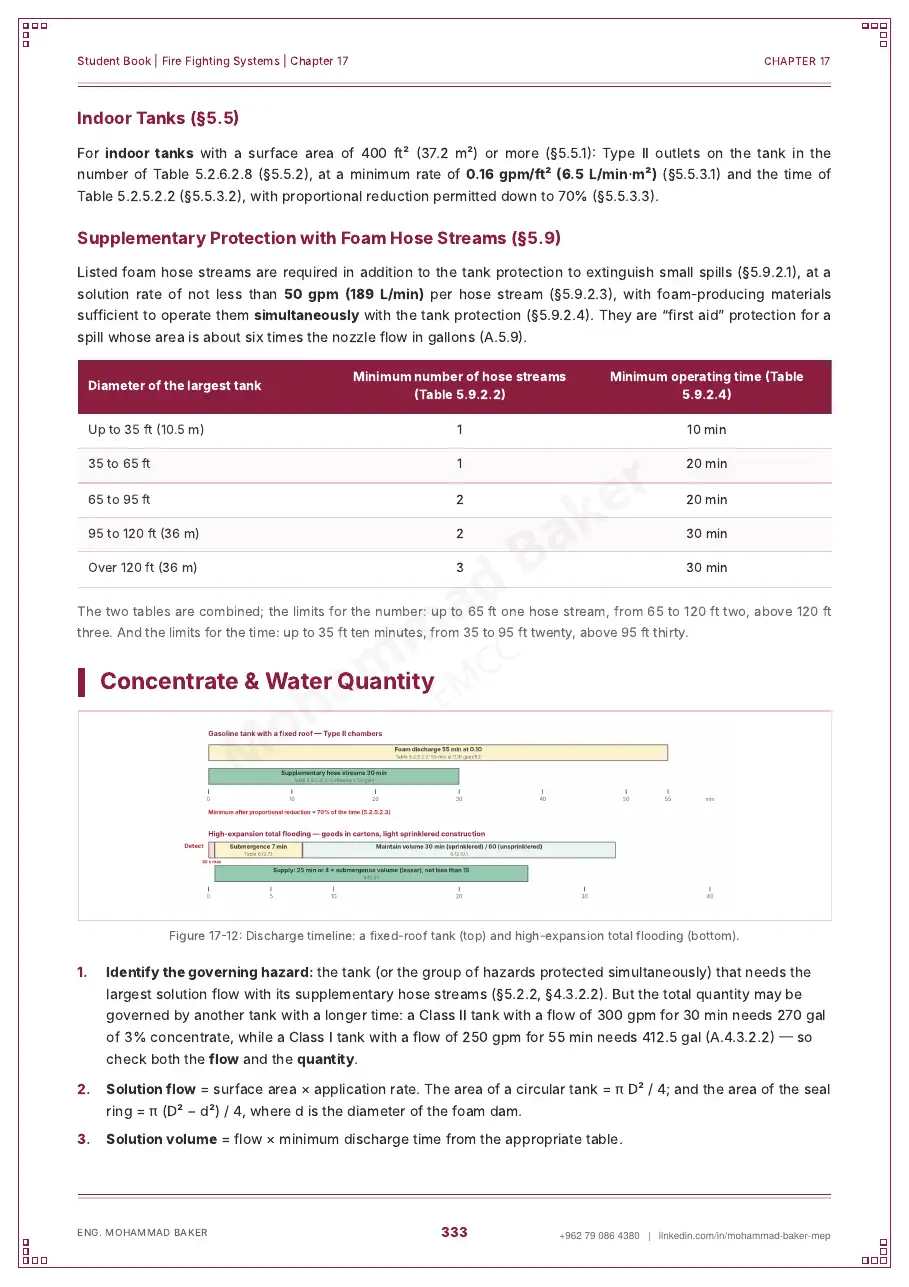 Student Book | Fire Fighting Systems | Chapter 17
CHAPTER 17
Indoor Tanks (§5.5)
For indoor tanks with a surface area of 400 ft² (37.2 m²) or more (§5.5.1): Type II outlets on the tank in the
number of Table 5.2.6.2.8 (§5.5.2), at a minimum rate of 0.16 gpm/ft² (6.5 L/min·m²) (§5.5.3.1) and the time of
Table 5.2.5.2.2 (§5.5.3.2), with proportional reduction permitted down to 70% (§5.5.3.3).
Supplementary Protection with Foam Hose Streams (§5.9)
Listed foam hose streams are required in addition to the tank protection to extinguish small spills (§5.9.2.1), at a
solution rate of not less than 50 gpm (189 L/min) per hose stream (§5.9.2.3), with foam-producing materials
sufficient to operate them simultaneously with the tank protection (§5.9.2.4). They are “first aid” protection for a
spill whose area is about six times the nozzle flow in gallons (A.5.9).
Diameter of the largest tank
Minimum number of hose streams
(Table 5.9.2.2)
Minimum operating time (Table
5.9.2.4)
Up to 35 ft (10.5 m) 1 10 min
35 to 65 ft 1 20 min
65 to 95 ft 2 20 min
95 to 120 ft (36 m) 2 30 min
Over 120 ft (36 m) 3 30 min
The two tables are combined; the limits for the number: up to 65 ft one hose stream, from 65 to 120 ft two, above 120 ft
three. And the limits for the time: up to 35 ft ten minutes, from 35 to 95 ft twenty, above 95 ft thirty.
Mohammad Baker
EMCC
Concentrate & Water Quantity
Gasoline tank with a fixed roof — Type II chambers
Foam discharge 55 min at 0.10
Supplementary hose streams 30 min
0 10 20 30 40 50 55 min
Minimum after proportional reduction = 70% of the time (5.2.5.2.3)
High-expansion total flooding — goods in cartons, light sprinklered construction
Detect
Submergence 7 min
Maintain volume 30 min (sprinklered) / 60 (unsprinklered)
30 s max
Supply: 25 min or 4 × submergence volume (lesser), not less than 15
0 5 10 20 30 40
Figure 17-12: Discharge timeline: a fixed-roof tank (top) and high-expansion total flooding (bottom).
1. Identify the governing hazard: the tank (or the group of hazards protected simultaneously) that needs the
largest solution flow with its supplementary hose streams (§5.2.2, §4.3.2.2). But the total quantity may be
governed by another tank with a longer time: a Class II tank with a flow of 300 gpm for 30 min needs 270 gal
of 3% concentrate, while a Class I tank with a flow of 250 gpm for 55 min needs 412.5 gal (A.4.3.2.2) — so
check both the flow and the quantity.
2. Solution flow = surface area × application rate. The area of a circular tank = π D² / 4; and the area of the seal
ring = π (D² − d²) / 4, where d is the diameter of the foam dam.
3. Solution volume = flow × minimum discharge time from the appropriate table.
ENG. MOHAMMAD BAKER
333
+962 79 086 4380 | linkedin.com/in/mohammad-baker-mep